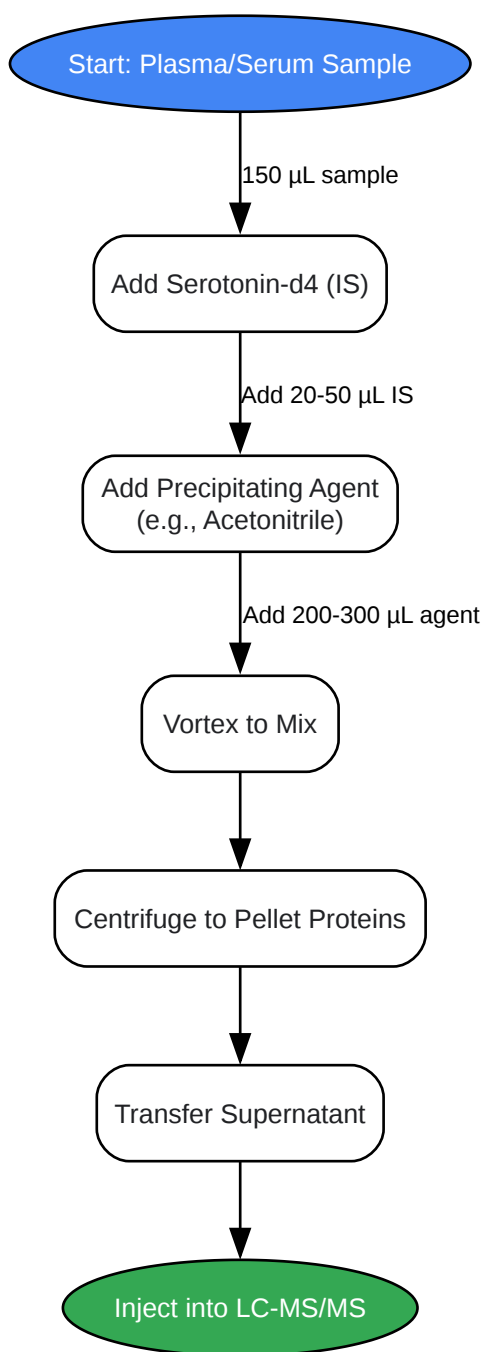 Start: Plasma/Serum Sample
150 µL sample
Add Serotonin-d4 (IS)
Add 20-50 µL IS
Add Precipitating Agent
(e.g., Acetonitrile)
Add 200-300 µL agent
Vortex to Mix
Centrifuge to Pellet Proteins
Transfer Supernatant
Inject into LC-MS/MS